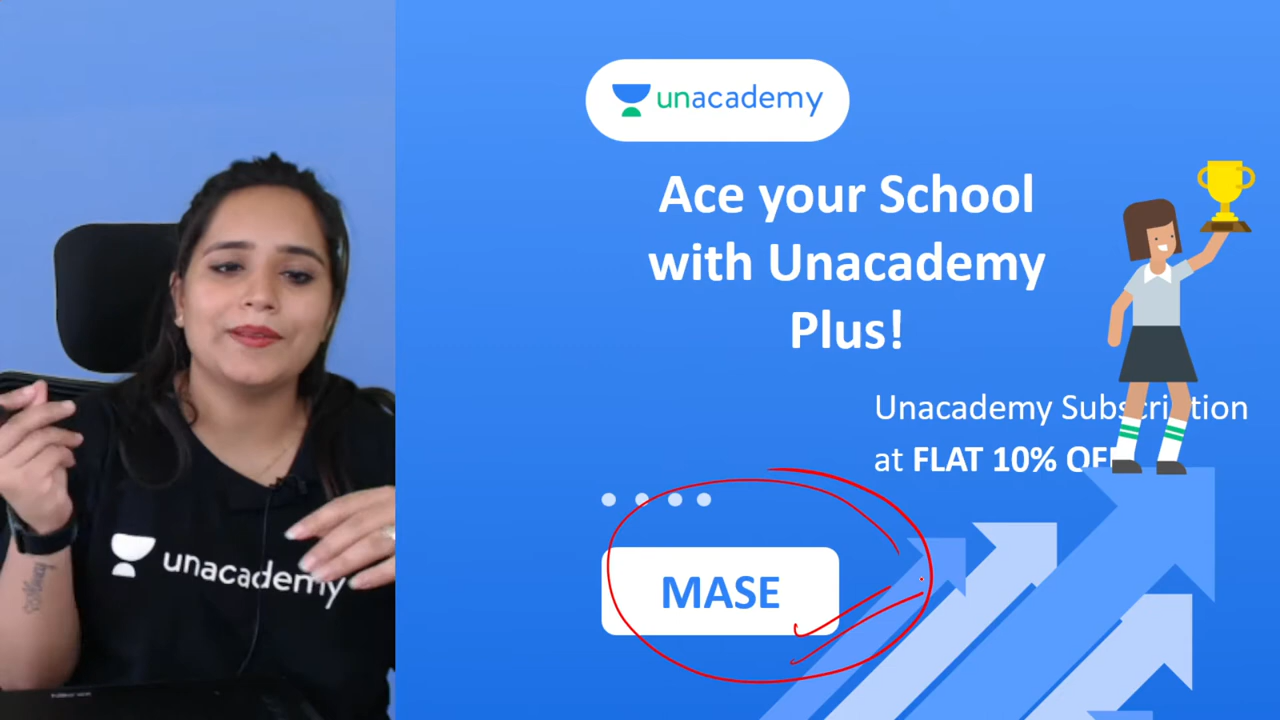 unacademy
Ace your School
with Unacademy
Plus!
Unacademy Subscription
at FLAT 10% OFF
MASE
unacademy